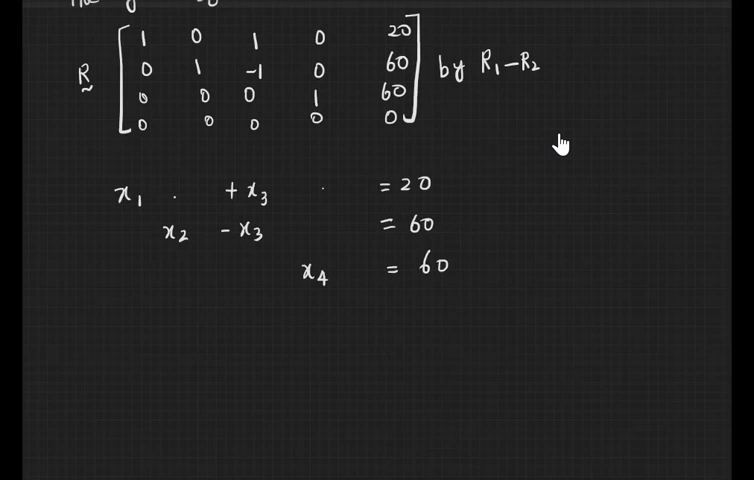 The
1 0 1 0 20
R 0 1 -1 0 60 by R₁-R₂
0 0 0 1 60
0 0 0 0 0
x₁ . + x₃ . = 20
x₂ - x₃ = 60
x₄ = 60